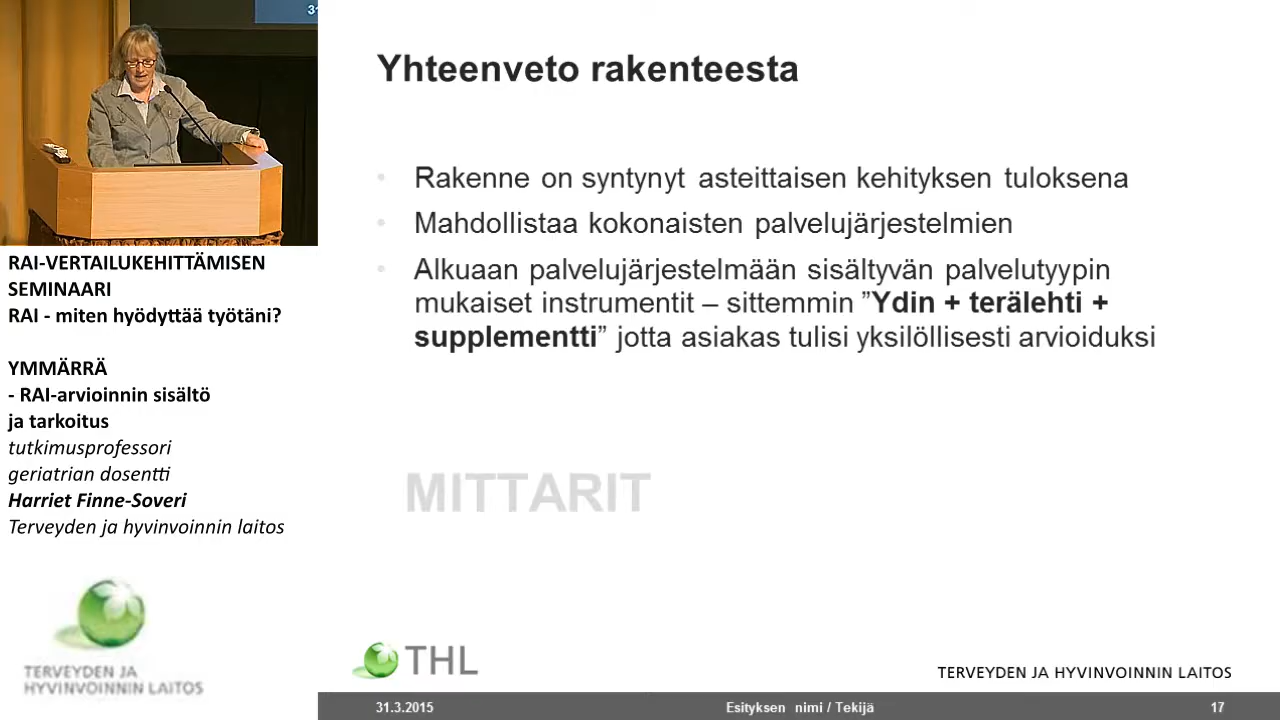 31
RAI-VERTAILUKEHITTÄMISEN
SEMINAARI
RAI - miten hyödyttää työtäni?
YMMÄRRÄ
- RAI-arvioinnin sisältö
ja tarkoitus
tutkimusprofessori
geriatrian dosentti
Harriet Finne-Soveri
Terveyden ja hyvinvoinnin laitos
TERVEYDEN JA
HYVINVOINNIN LAITOS
Yhteenveto rakenteesta
• Rakenne on syntynyt asteittaisen kehityksen tuloksena
• Mahdollistaa kokonaisten palvelujärjestelmien
• Alkuaan palvelujärjestelmään sisältyvän palvelutyypin
mukaiset instrumentit – sittemmin ”Ydin + terälehti +
supplementti” jotta asiakas tulisi yksilöllisesti arvioiduksi
MITTARIT
THL
TERVEYDEN JA HYVINVOINNIN LAITOS
31.3.2015
Esityksen nimi / Tekijä
17